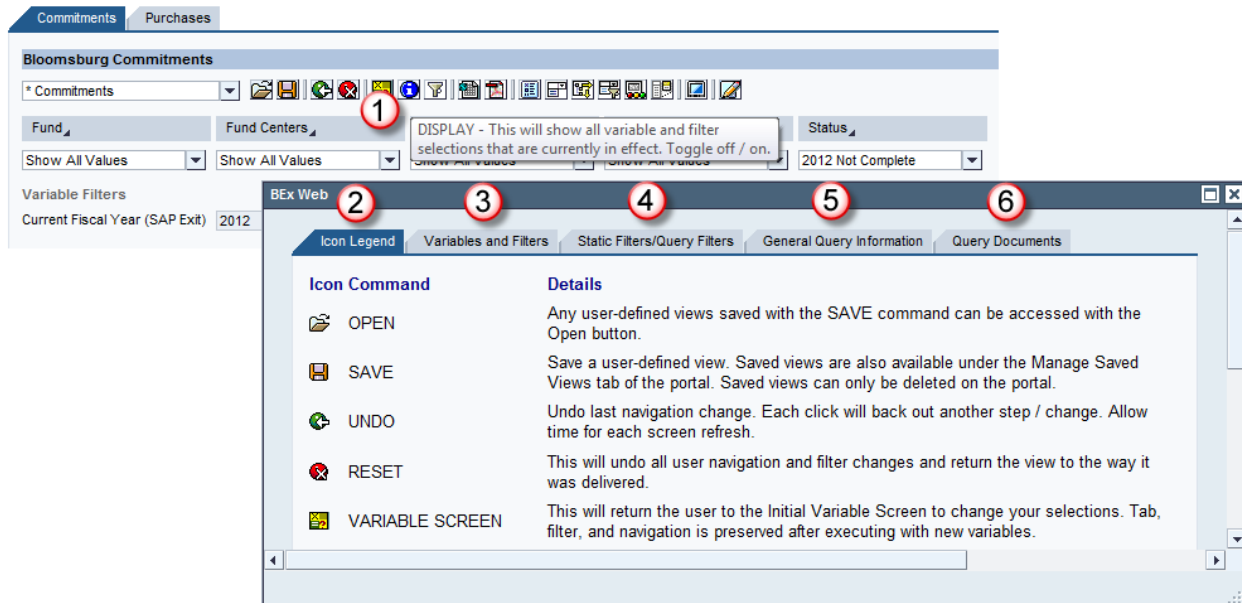 Commitments Purchases
Bloomsburg Commitments
* Commitments
1
Fund Fund Centers Status
DISPLAY - This will show all variable and filter
selections that are currently in effect. Toggle off / on.
Show All Values Show All Values Show All Values Show All Values 2012 Not Complete
Variable Filters
Current Fiscal Year (SAP Exit) 2012
BEx Web
2 3 4 5 6
Icon Legend Variables and Filters Static Filters/Query Filters General Query Information Query Documents
Icon Command Details
OPEN Any user-defined views saved with the SAVE command can be accessed with the
Open button.
SAVE Save a user-defined view. Saved views are also available under the Manage Saved
Views tab of the portal. Saved views can only be deleted on the portal.
UNDO Undo last navigation change. Each click will back out another step / change. Allow
time for each screen refresh.
RESET This will undo all user navigation and filter changes and return the view to the way it
was delivered.
VARIABLE SCREEN This will return the user to the Initial Variable Screen to change your selections. Tab,
filter, and navigation is preserved after executing with new variables.